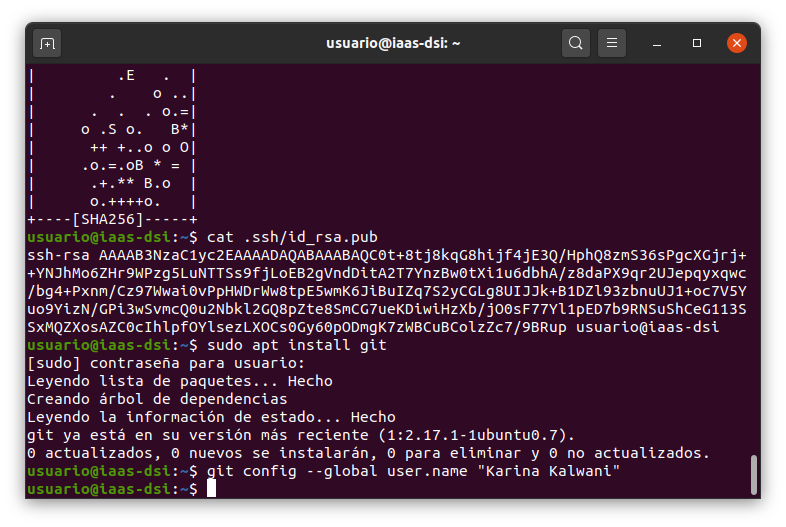 usuario@iaas-dsi: ~
|         .E   .  |
|        .    o ..|
|      .  .  . o.=|
|     o .S o.   B*|
|      ++ +..o o O|
|     .o.=.oB * = |
|      .+.** B.o  |
|      o.++++o.   |
+----[SHA256]-----+
usuario@iaas-dsi:~$ cat .ssh/id_rsa.pub
ssh-rsa AAAAB3NzaC1yc2EAAAADAQABAAABAQC0t+8tj8kqG8hijf4jE3Q/HphQ8zmS36sPgcXGjrj+
+YNJhMo6ZHr9WPzg5LuNTTSs9fjLoEB2gVndDitA2T7YnzBw0tXi1u6dbhA/z8daPX9qr2UJepqyxqwc
/bg4+Pxnm/Cz97Wwai0vPpHWDrWw8tpE5wmK6JiBuIZq7S2yCGLg8UIJJk+B1DZl93zbnuUJ1+oc7V5Y
uo9YizN/GPi3wSvmcQ0u2Nbkl2GQ8pZte8SmCG7ueKDiwiHzXb/jO0sF77Yl1pED7b9RNSuShCeG113S
SxMQZXosAZC0cIhlpfOYlsezLXOCs0Gy60pODmgK7zWBCuBColzZc7/9BRup usuario@iaas-dsi
usuario@iaas-dsi:~$ sudo apt install git
[sudo] contraseña para usuario:
Leyendo lista de paquetes... Hecho
Creando árbol de dependencias
Leyendo la información de estado... Hecho
git ya está en su versión más reciente (1:2.17.1-1ubuntu0.7).
0 actualizados, 0 nuevos se instalarán, 0 para eliminar y 0 no actualizados.
usuario@iaas-dsi:~$ git config --global user.name "Karina Kalwani"
usuario@iaas-dsi:~$